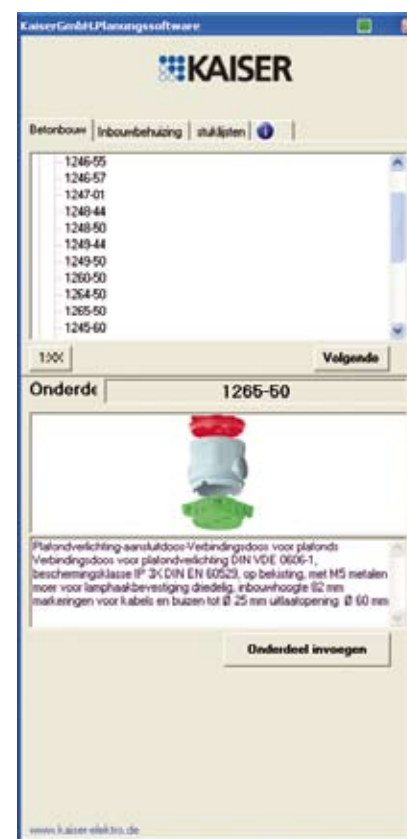 KaiserGmbH.Planungssoftware
KAISER
Betonbouw Inbouwbehuizing stuklijsten i
1246-55
1246-57
1247-01
1248-44
1248-50
1249-44
1249-50
1260-50
1264-50
1265-50
1245-60
1:XX Volgende
Onderde 1265-50
Plafondverlichting-aansluitdoos-Verbindingsdoos voor plafonds
Verbindingsdoos voor plafondverlichting DIN VDE 0606-1,
beschermingsklasse IP 3X DIN EN 60529, op bekisting, met M5 metalen
moer voor lamphaakbevestiging driedelig, inbouwhoogte 82 mm
markeringen voor kabels en buizen tot Ø 25 mm uitlaatopening Ø 60 mm
Onderdeel invoegen
www.kaiser-elektro.de